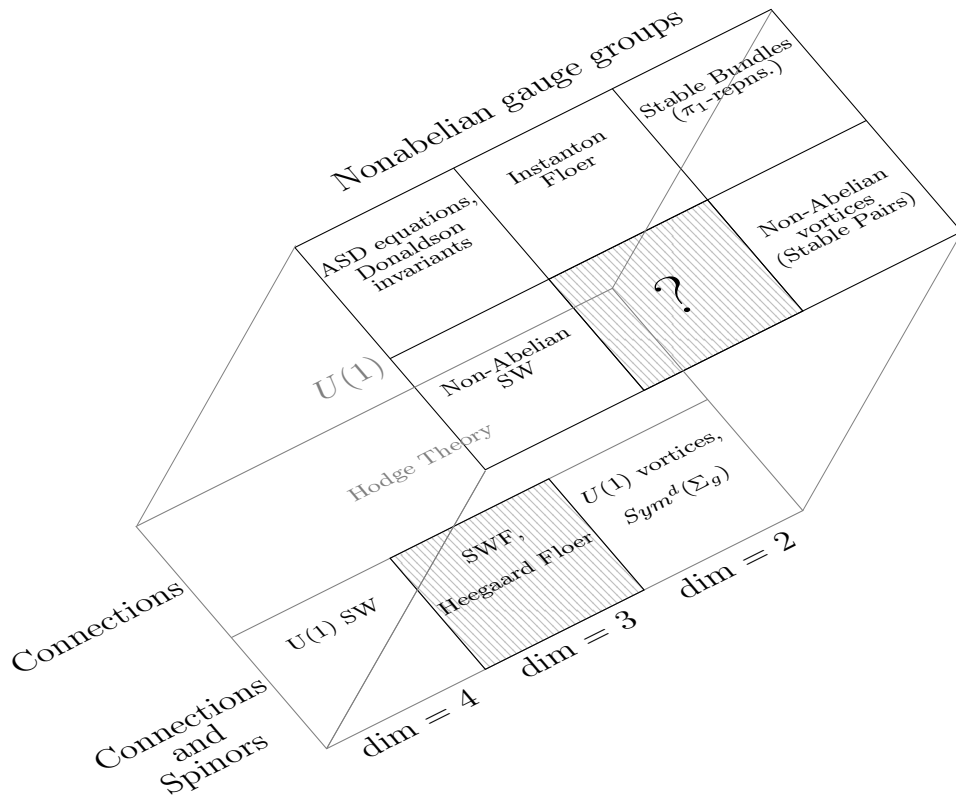 Nonabelian gauge groups
Stable Bundles
(π₁-repns.)
Instanton
Floer
ASD equations,
Donaldson
invariants
Non-Abelian
vortices
(Stable Pairs)
?
Non-Abelian
SW
U(1)
Hodge Theory
U(1) vortices,
Sym^d(Σ_g)
SWF,
Heegaard Floer
U(1) SW
Connections
Connections
and
Spinors
dim = 4
dim = 3
dim = 2